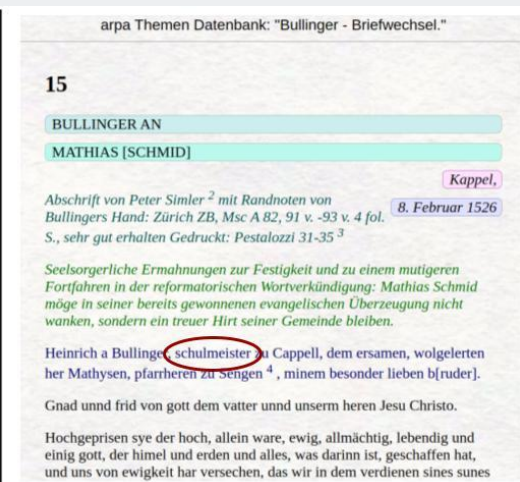 arpa Themen Datenbank: "Bullinger - Briefwechsel."
15
BULLINGER AN
MATHIAS [SCHMID]
Kappel,
8. Februar 1526
Abschrift von Peter Simler 2 mit Randnoten von
Bullingers Hand: Zürich ZB, Msc A 82, 91 v. -93 v. 4 fol.
S., sehr gut erhalten Gedruckt: Pestalozzi 31-35 3
Seelsorgerliche Ermahnungen zur Festigkeit und zu einem mutigeren
Fortfahren in der reformatorischen Wortverkündigung: Mathias Schmid
möge in seiner bereits gewonnenen evangelischen Überzeugung nicht
wanken, sondern ein treuer Hirt seiner Gemeinde bleiben.
Heinrich a Bullinger, schulmeister zu Cappell, dem ersamen, wolgelerten
her Mathysen, pfarrheren zu Sengen 4 , minem besonder lieben b[ruder].
Gnad unnd frid von gott dem vatter unnd unserm heren Jesu Christo.
Hochgeprisen sye der hoch, allein ware, ewig, allmächtig, lebendig und
einig gott, der himel und erden und alles, was darinn ist, geschaffen hat,
und uns von ewigkeit har versechen, das wir in dem verdienen sines sunes